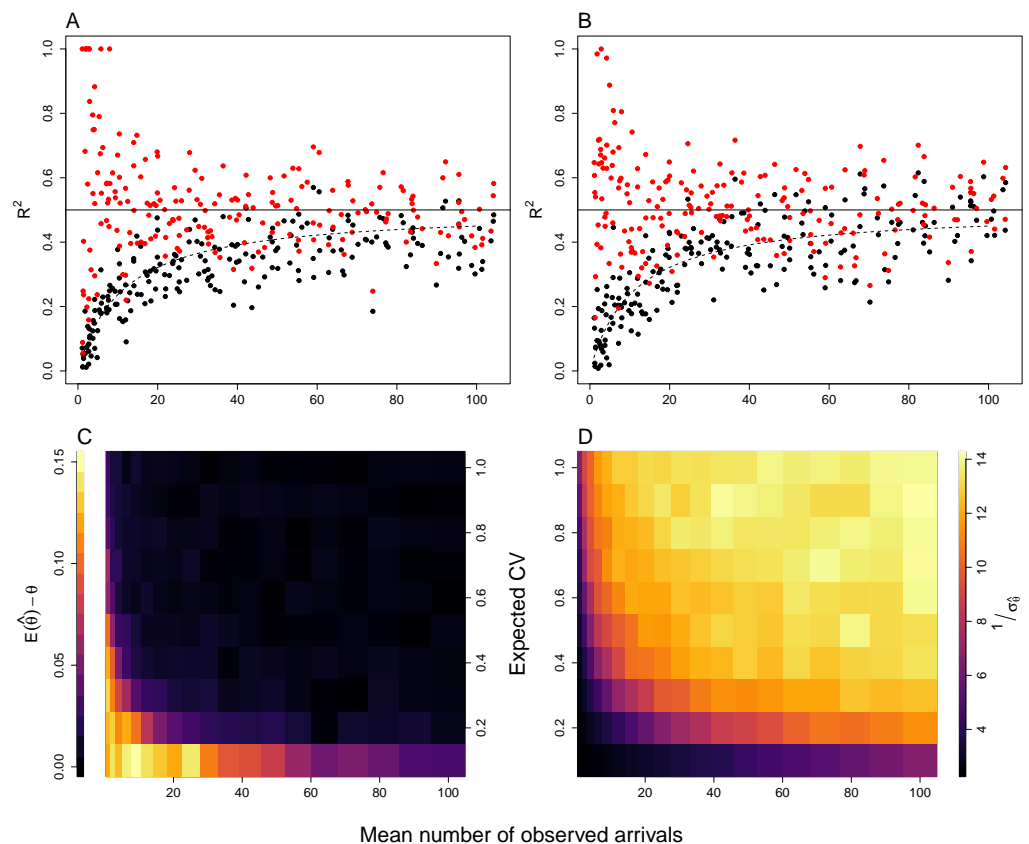 A
B
R²
0.0 0.2 0.4 0.6 0.8 1.0
0 20 40 60 80 100
R²
0.0 0.2 0.4 0.6 0.8 1.0
0 20 40 60 80 100
C
D
E(θ̂) − θ
0.00 0.05 0.10 0.15
0.2 0.4 0.6 0.8 1.0
20 40 60 80 100
Expected CV
0.2 0.4 0.6 0.8 1.0
20 40 60 80 100
1/σ_θ̂
4 6 8 10 12 14
Mean number of observed arrivals